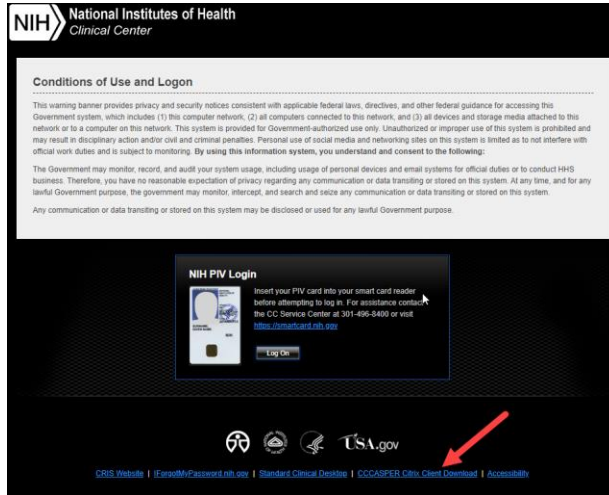 NIH National Institutes of Health
Clinical Center
Conditions of Use and Logon
This warning banner provides privacy and security notices consistent with applicable federal laws, directives, and other federal guidance for accessing this
Government system, which includes (1) this computer network, (2) all computers connected to this network, and (3) all devices and storage media attached to this
network or to a computer on this network. This system is provided for Government-authorized use only. Unauthorized or improper use of this system is prohibited and
may result in disciplinary action and/or civil and criminal penalties. Personal use of social media and networking sites on this system is limited as to not interfere with
official work duties and is subject to monitoring. By using this information system, you understand and consent to the following:
The Government may monitor, record, and audit your system usage, including usage of personal devices and email systems for official duties or to conduct HHS
business. Therefore, you have no reasonable expectation of privacy regarding any communication or data transiting or stored on this system. At any time, and for any
lawful Government purpose, the government may monitor, intercept, and search and seize any communication or data transiting or stored on this system.
Any communication or data transiting or stored on this system may be disclosed or used for any lawful Government purpose.
NIH PIV Login
Insert your PIV card into your smart card reader
before attempting to log in. For assistance contact
the CC Service Center at 301-496-8400 or visit
https://smartcard.nih.gov
Log On
USA.gov
CRIS Website | IForgotMyPassword.nih.gov | Standard Clinical Desktop | CCCASPER Citrix Client Download | Accessibility